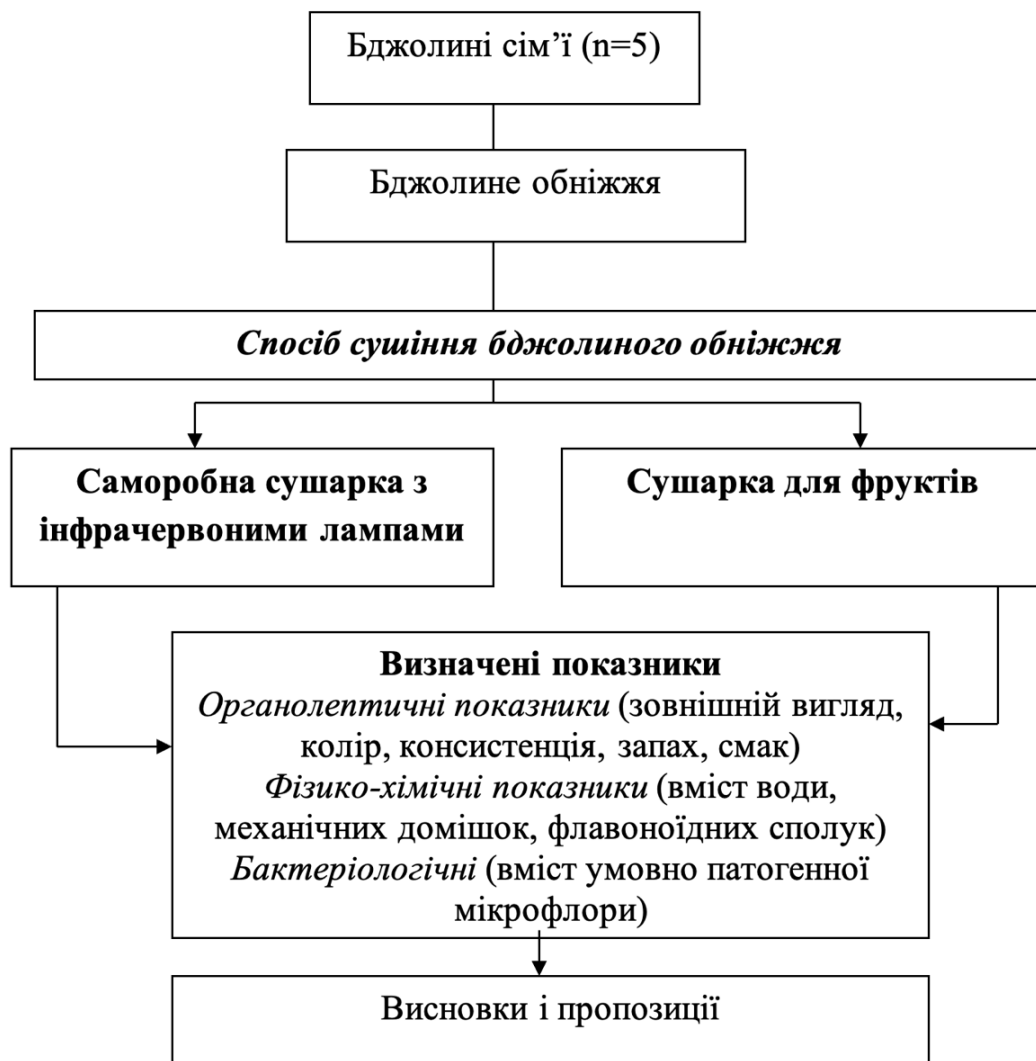 Бджолині сім’ї (n=5)
Бджолине обніжжя
Спосіб сушіння бджолиного обніжжя
Саморобна сушарка з
інфрачервоними лампами
Сушарка для фруктів
Визначені показники
Органолептичні показники (зовнішній вигляд,
колір, консистенція, запах, смак)
Фізико-хімічні показники (вміст води,
механічних домішок, флавоноїдних сполук)
Бактеріологічні (вміст умовно патогенної
мікрофлори)
Висновки і пропозиції